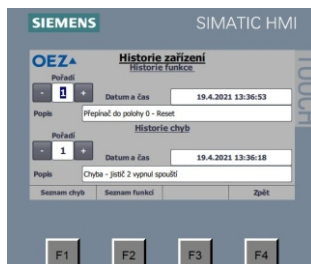 SIEMENS SIMATIC HMI
TOUCH
OEZ
Historie zařízení
Historie funkce
Pořadí
- 1 + Datum a čas 19.4.2021 13:36:53
Popis Přepínač do polohy 0 - Reset
Historie chyb
Pořadí
- 1 + Datum a čas 19.4.2021 13:36:18
Popis Chyba - jistič 2 vypnul spouští
Seznam chyb Seznam funkcí Zpět
F1 F2 F3 F4